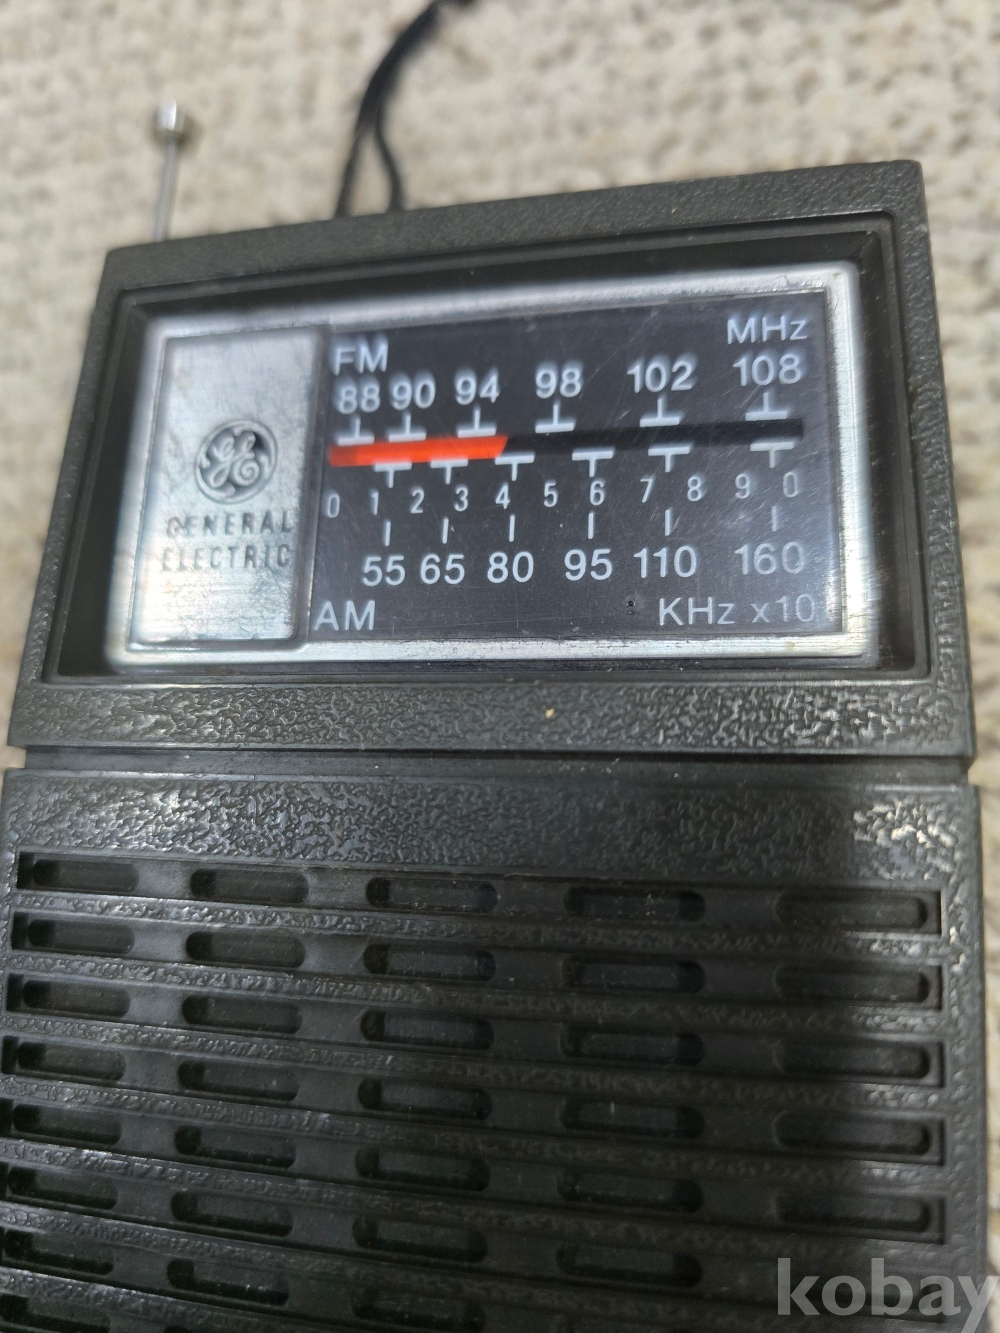 MHz
FM
88 90 94 98 102 108
0 1 2 3 4 5 6 7 8 9 0
55 65 80 95 110 160
AM KHz x10
GE
GENERAL
ELECTRIC
kobay